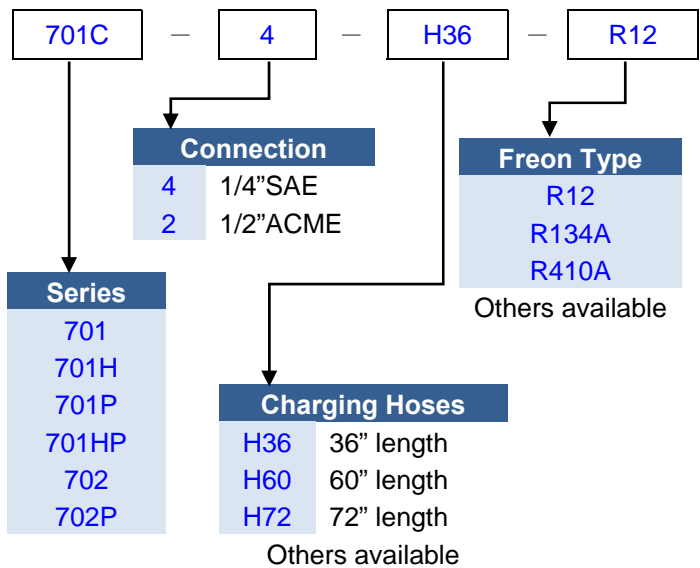 701C – 4 – H36 – R12
Connection
4 1/4”SAE
2 1/2”ACME
Freon Type
R12
R134A
R410A
Others available
Series
701
701H
701P
701HP
702
702P
Charging Hoses
H36 36” length
H60 60” length
H72 72” length
Others available